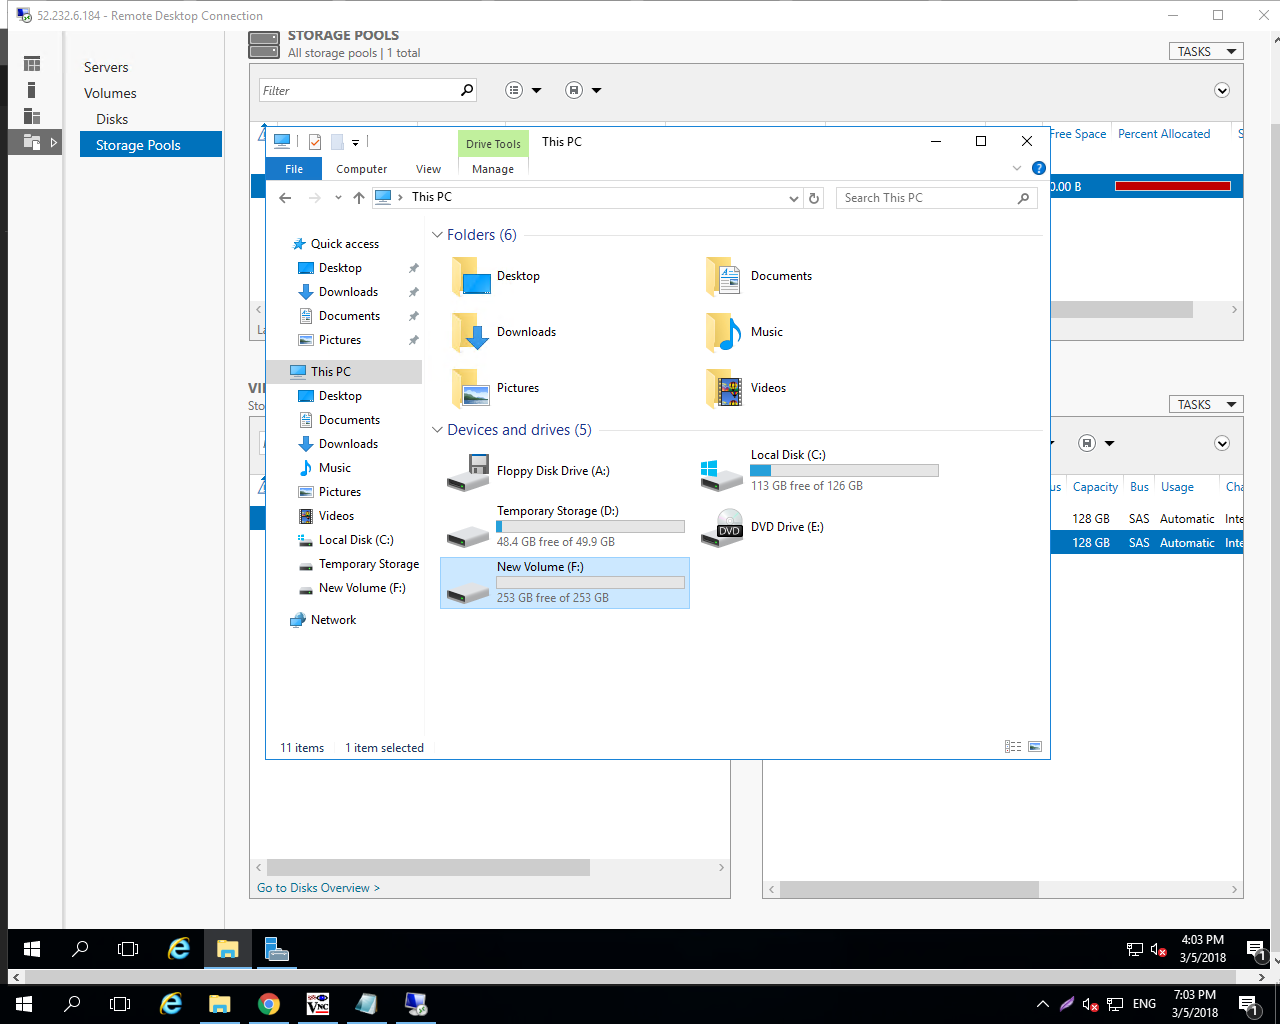 52.232.6.184 - Remote Desktop Connection
STORAGE POOLS
All storage pools | 1 total
TASKS
Servers
Volumes
Disks
Storage Pools
Filter
Free Space
Percent Allocated
S
0.00 B
Drive Tools
This PC
File
Computer
View
Manage
This PC
Search This PC
Quick access
Desktop
Downloads
Documents
Pictures
This PC
Desktop
Documents
Downloads
Music
Pictures
Videos
Local Disk (C:)
Temporary Storage
New Volume (F:)
Network
Folders (6)
Desktop
Documents
Downloads
Music
Pictures
Videos
Devices and drives (5)
Floppy Disk Drive (A:)
Local Disk (C:)
113 GB free of 126 GB
Temporary Storage (D:)
48.4 GB free of 49.9 GB
DVD
DVD Drive (E:)
New Volume (F:)
253 GB free of 253 GB
11 items
1 item selected
La
VI
Sto
TASKS
us
Capacity
Bus
Usage
Cha
128 GB
SAS
Automatic
Inte
128 GB
SAS
Automatic
Inte
Go to Disks Overview >
4:03 PM
3/5/2018
1
VNC
ENG
7:03 PM
3/5/2018
1